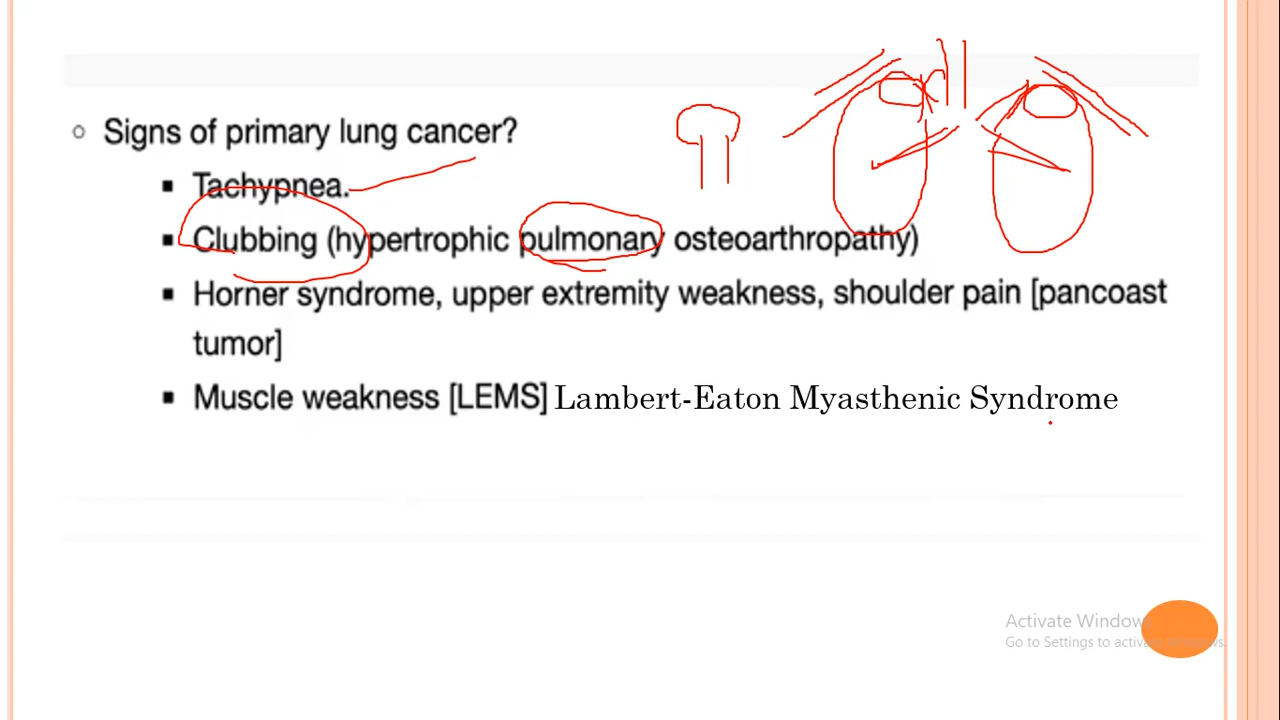 Signs of primary lung cancer?
Tachypnea.
Clubbing (hypertrophic pulmonary osteoarthropathy)
Horner syndrome, upper extremity weakness, shoulder pain [pancoast
tumor]
Muscle weakness [LEMS] Lambert-Eaton Myasthenic Syndrome
Activate Windows
Go to Settings to activate Windows.